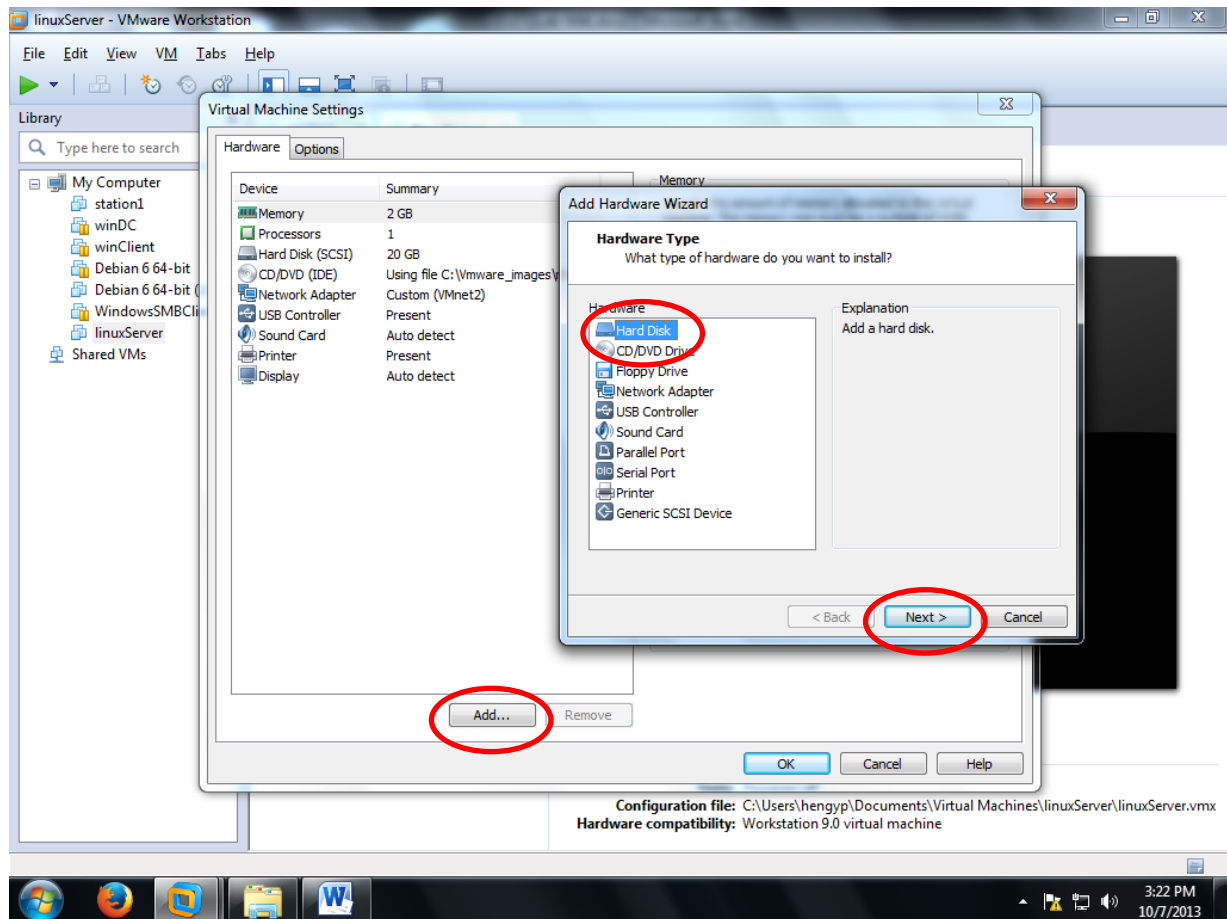 linuxServer - VMware Workstation
File Edit View VM Tabs Help
Library
Type here to search
My Computer
station1
winDC
winClient
Debian 6 64-bit
Debian 6 64-bit (
WindowsSMBCli
linuxServer
Shared VMs
Virtual Machine Settings
Hardware Options
Device Summary
Memory 2 GB
Processors 1
Hard Disk (SCSI) 20 GB
CD/DVD (IDE) Using file C:\Vmware_images\
Network Adapter Custom (VMnet2)
USB Controller Present
Sound Card Auto detect
Printer Present
Display Auto detect
Add... Remove
Memory
OK Cancel Help
Add Hardware Wizard
Hardware Type
What type of hardware do you want to install?
Hardware
Hard Disk
CD/DVD Drive
Floppy Drive
Network Adapter
USB Controller
Sound Card
Parallel Port
Serial Port
Printer
Generic SCSI Device
Explanation
Add a hard disk.
< Back Next > Cancel
Configuration file: C:\Users\hengyp\Documents\Virtual Machines\linuxServer\linuxServer.vmx
Hardware compatibility: Workstation 9.0 virtual machine
3:22 PM
10/7/2013